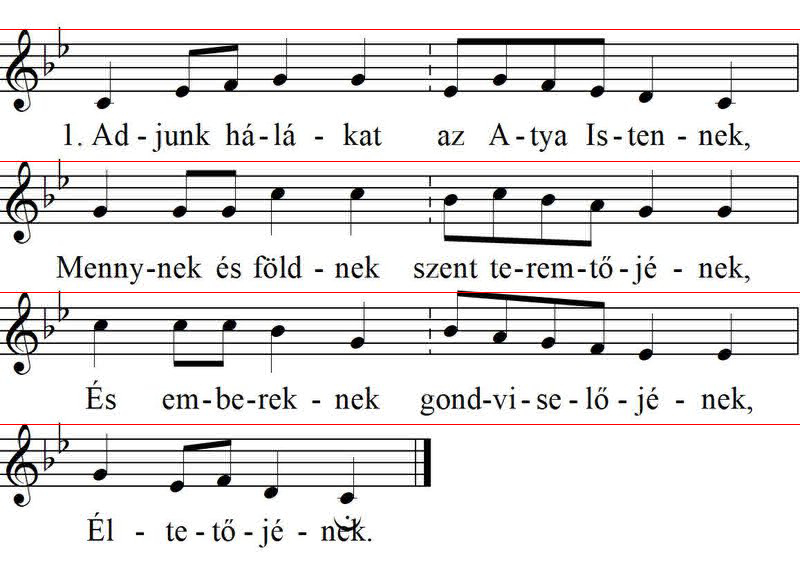 1. Ad - junk há - lá - kat az A - tya Is - ten - nek,
Menny - nek és föld - nek szent te - rem - tő - jé - nek,
És em - be - rek - nek gond - vi - se - lő - jé - nek,
Él - te - tő - jé - nek.